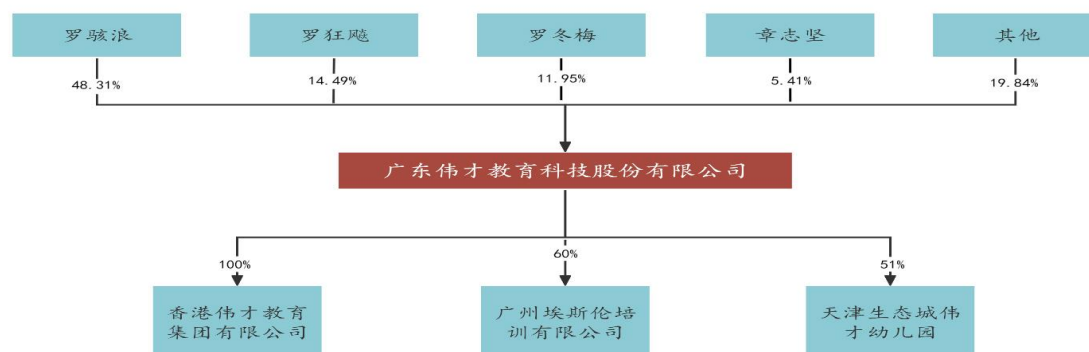 罗骇浪
罗狂飚
罗冬梅
章志坚
其他
48.31%
14.49%
11.95%
5.41%
19.84%
广东伟才教育科技股份有限公司
100%
60%
51%
香港伟才教育
集团有限公司
广州埃斯伦培
训有限公司
天津生态城伟
才幼儿园